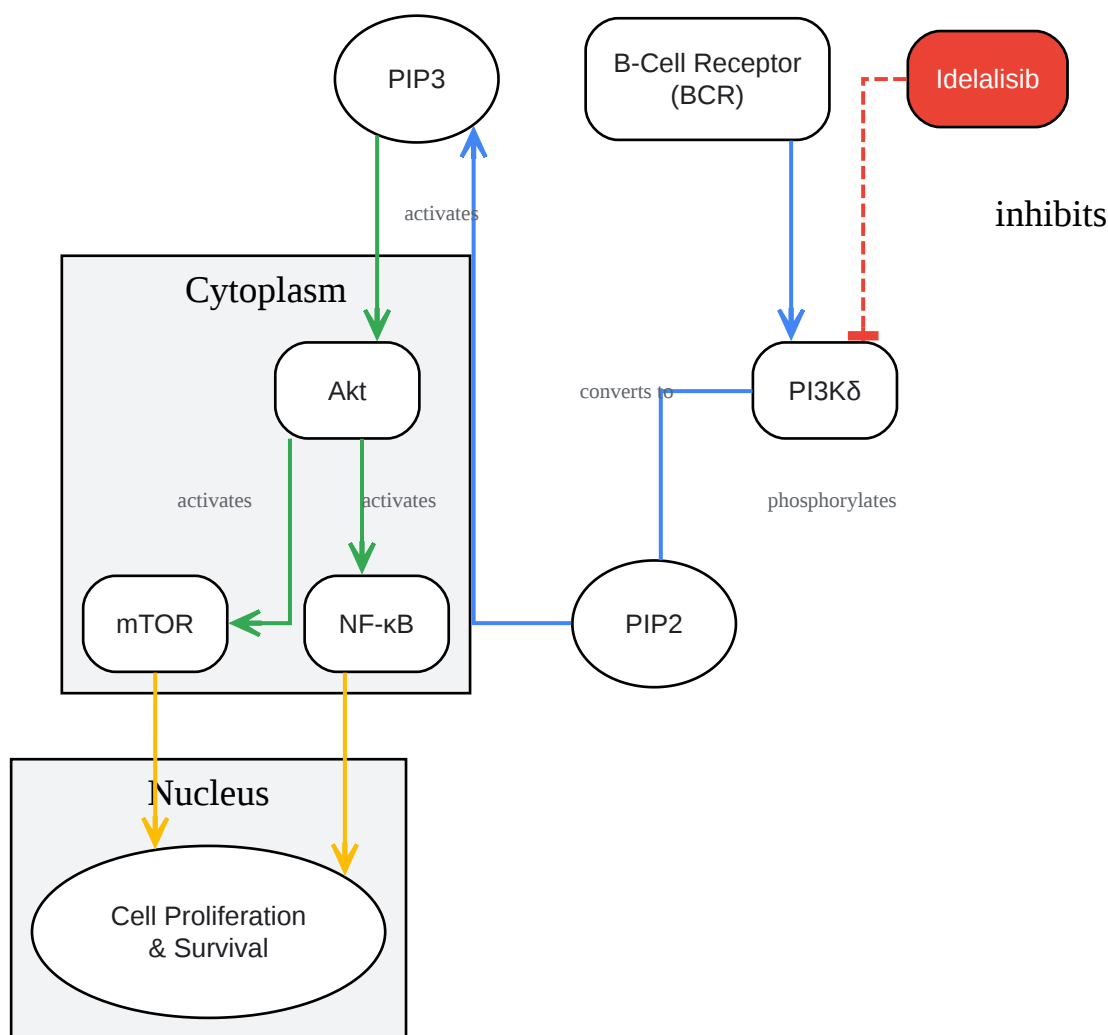 PIP3
B-Cell Receptor
(BCR)
Idelalisib
activates
inhibits
Cytoplasm
Akt
converts to
PI3Kδ
activates
activates
phosphorylates
mTOR
NF-κB
PIP2
Nucleus
Cell Proliferation
& Survival